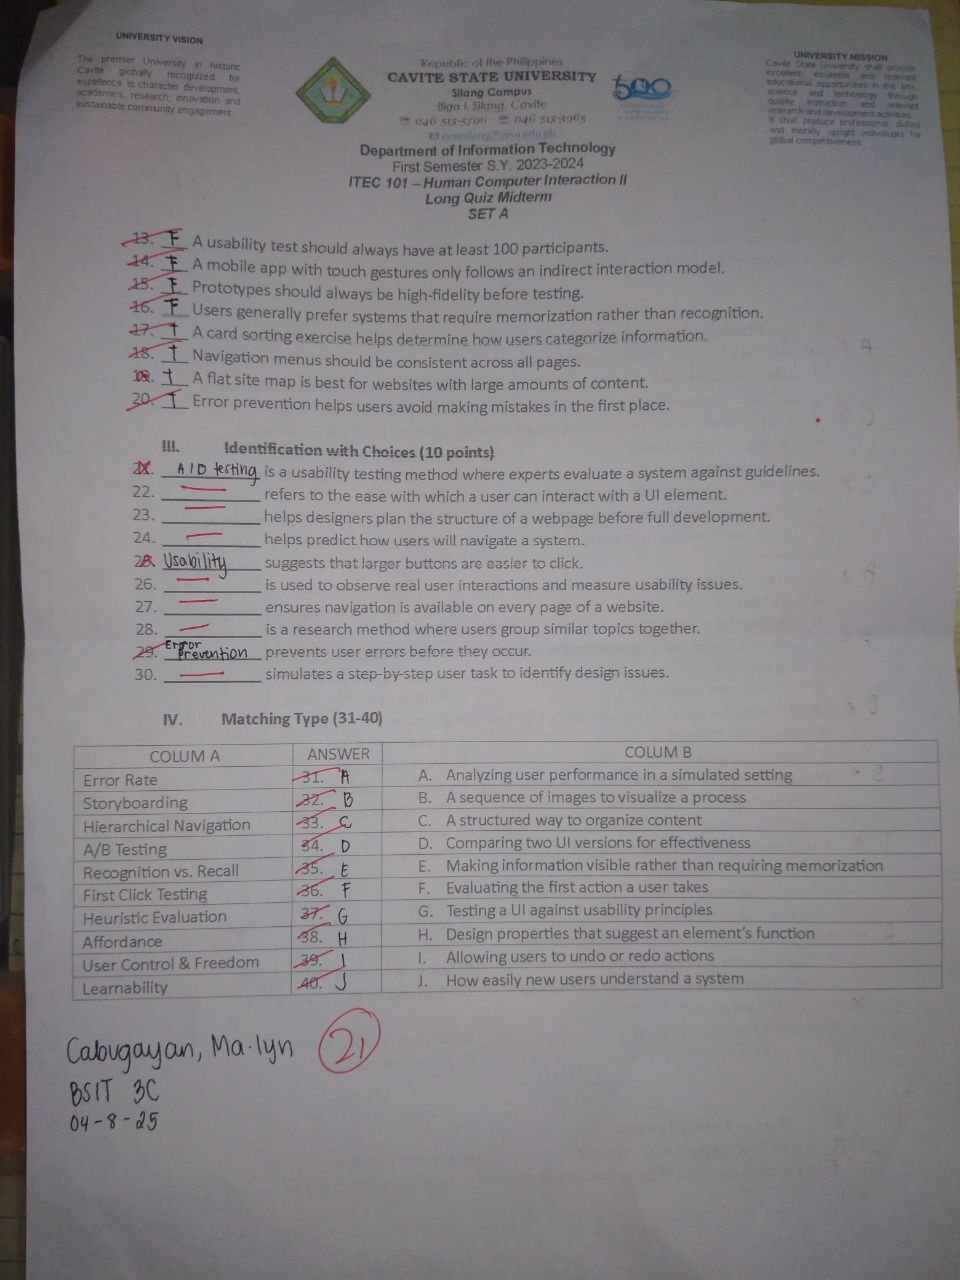 UNIVERSITY VISION
The premier University in historic
Cavite globally recognized for
excellence in character development,
academics, research, innovation and
sustainable community engagement.
Republic of the Philippines
CAVITE STATE UNIVERSITY
Silang Campus
Biga I, Silang, Cavite
046 513-5706 046 513-3965
cvsusilang@cvsu.edu.ph
UNIVERSITY MISSION
Cavite State University shall provide
excellent, equitable and relevant
educational opportunities in the arts,
science and technology through
quality instruction and relevant
research and development activities.
It shall produce professional, skilled
and morally upright individuals for
global competitiveness
Department of Information Technology
First Semester S.Y. 2023-2024
ITEC 101 – Human Computer Interaction II
Long Quiz Midterm
SET A
13. F A usability test should always have at least 100 participants.
14. F A mobile app with touch gestures only follows an indirect interaction model.
15. F Prototypes should always be high-fidelity before testing.
16. F Users generally prefer systems that require memorization rather than recognition.
17. T A card sorting exercise helps determine how users categorize information.
18. T Navigation menus should be consistent across all pages.
19. T A flat site map is best for websites with large amounts of content.
20. T Error prevention helps users avoid making mistakes in the first place.
III. Identification with Choices (10 points)
21. A/B testing is a usability testing method where experts evaluate a system against guidelines.
22. refers to the ease with which a user can interact with a UI element.
23. helps designers plan the structure of a webpage before full development.
24. helps predict how users will navigate a system.
25. Usability suggests that larger buttons are easier to click.
26. is used to observe real user interactions and measure usability issues.
27. ensures navigation is available on every page of a website.
28. is a research method where users group similar topics together.
29. Error Prevention prevents user errors before they occur.
30. simulates a step-by-step user task to identify design issues.
IV. Matching Type (31-40)
COLUM A ANSWER COLUM B
Error Rate 31. A A. Analyzing user performance in a simulated setting
Storyboarding 32. B B. A sequence of images to visualize a process
Hierarchical Navigation 33. C C. A structured way to organize content
A/B Testing 34. D D. Comparing two UI versions for effectiveness
Recognition vs. Recall 35. E E. Making information visible rather than requiring memorization
First Click Testing 36. F F. Evaluating the first action a user takes
Heuristic Evaluation 37. G G. Testing a UI against usability principles
Affordance 38. H H. Design properties that suggest an element's function
User Control & Freedom 39. I I. Allowing users to undo or redo actions
Learnability 40. J J. How easily new users understand a system
Cabugayan, Ma.lyn 21
BSIT 3C
04-8-25